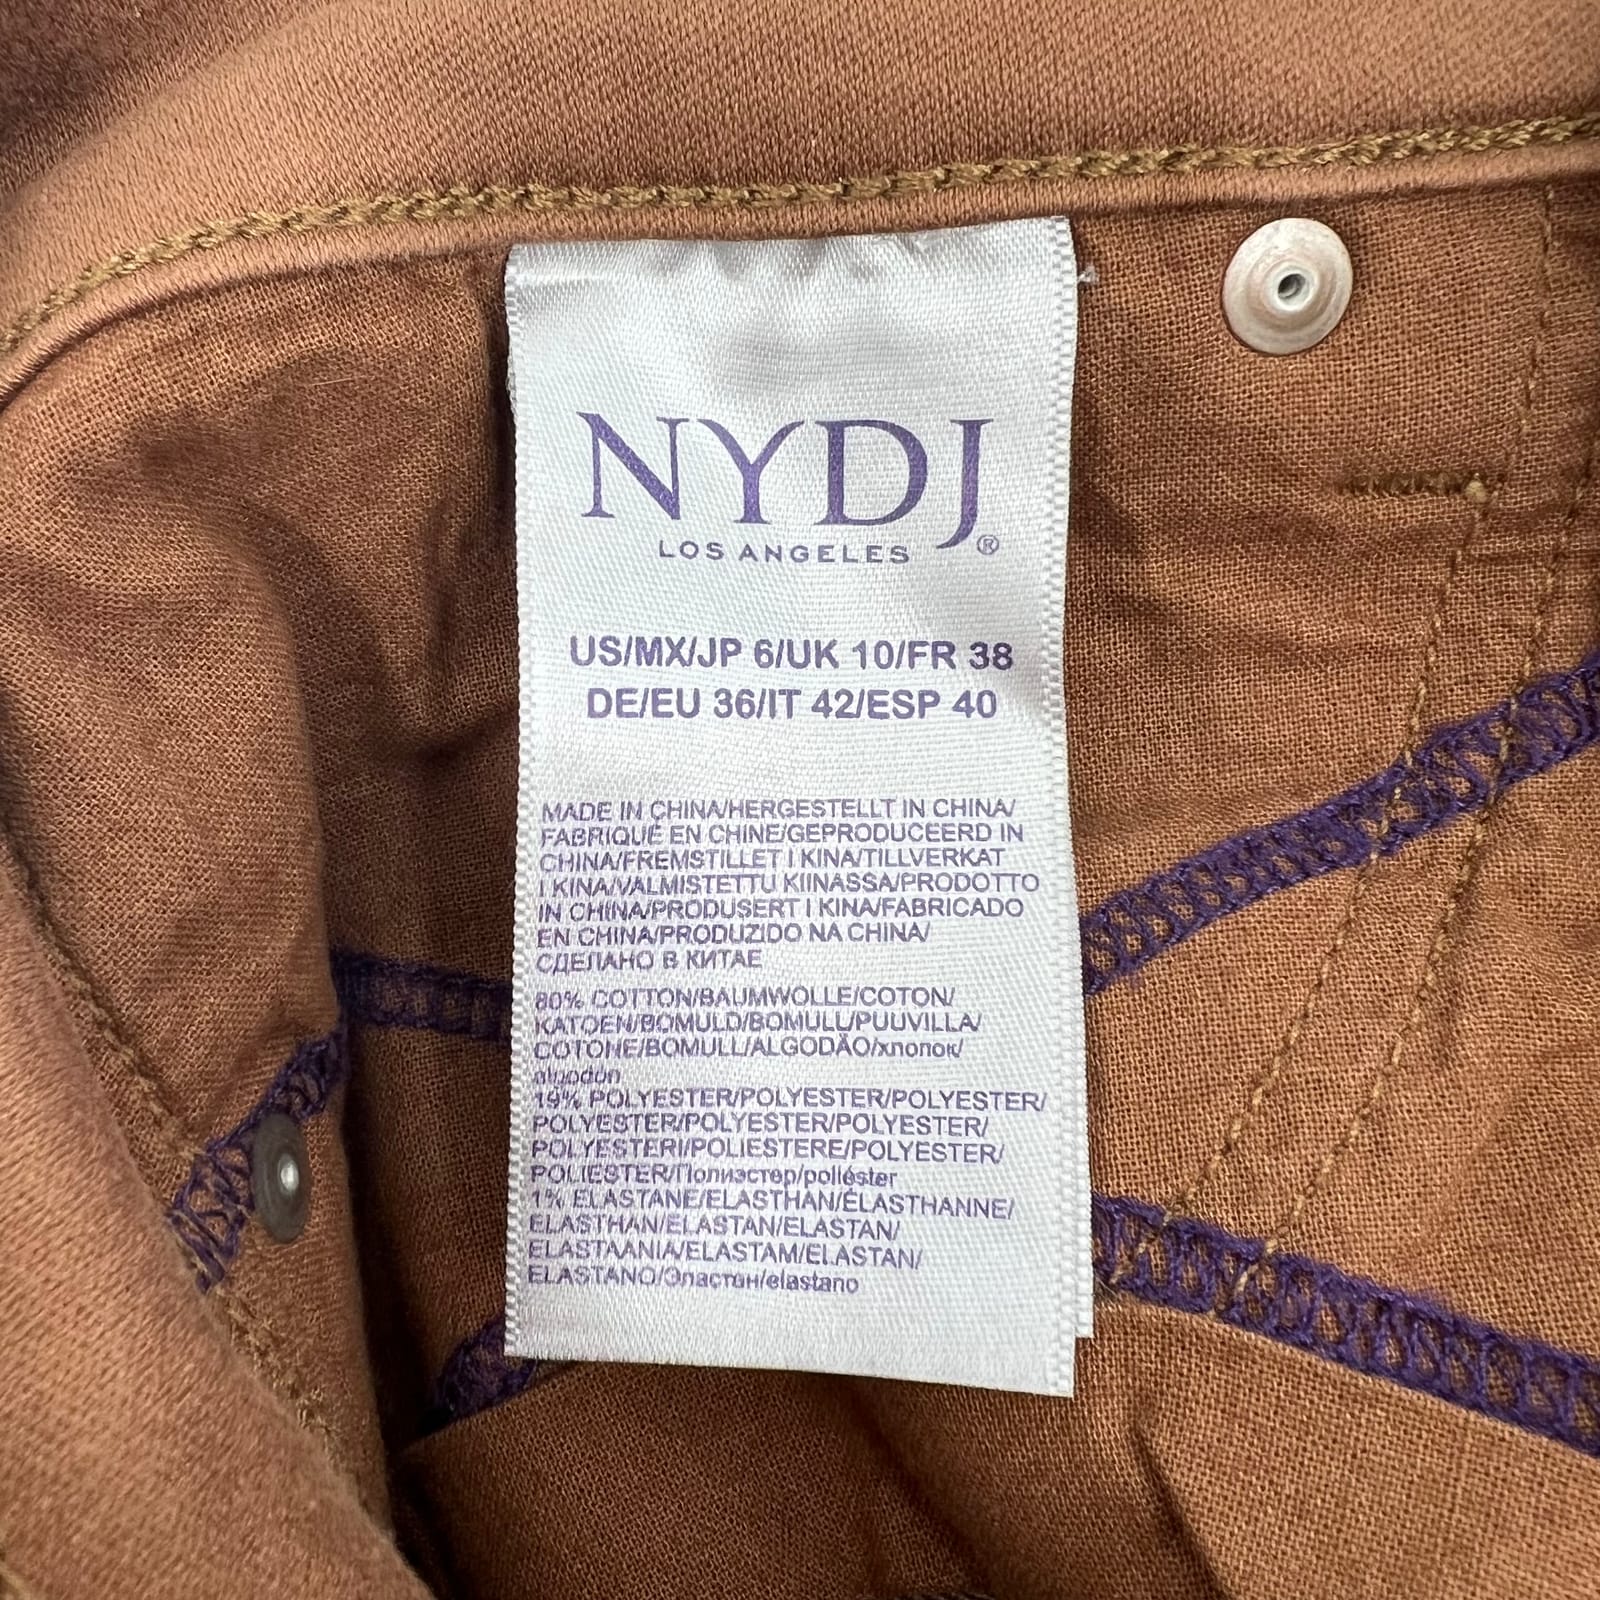 NYDJ®
LOS ANGELES
US/MX/JP 6/UK 10/FR 38
DE/EU 36/IT 42/ESP 40
MADE IN CHINA/HERGESTELLT IN CHINA/
FABRIQUÉ EN CHINE/GEPRODUCEERD IN
CHINA/FREMSTILLET I KINA/TILLVERKAT
I KINA/VALMISTETTU KIINASSA/PRODOTTO
IN CHINA/PRODUSERT I KINA/FABRICADO
EN CHINA/PRODUZIDO NA CHINA/
СДЕЛАНО В КИТАЕ
80% COTTON/BAUMWOLLE/COTON/
KATOEN/BOMULD/BOMULL/PUUVILLA/
COTONE/BOMULL/ALGODÃO/хлопок/
algodón
19% POLYESTER/POLYESTER/POLYESTER/
POLYESTER/POLYESTER/POLYESTER/
POLYESTERI/POLIESTERE/POLYESTER/
POLIESTER/Полиэстер/poliéster
1% ELASTANE/ELASTHAN/ÉLASTHANNE/
ELASTHAN/ELASTAN/ELASTAN/
ELASTAANIA/ELASTAM/ELASTAN/
ELASTANO/Эластан/elastano